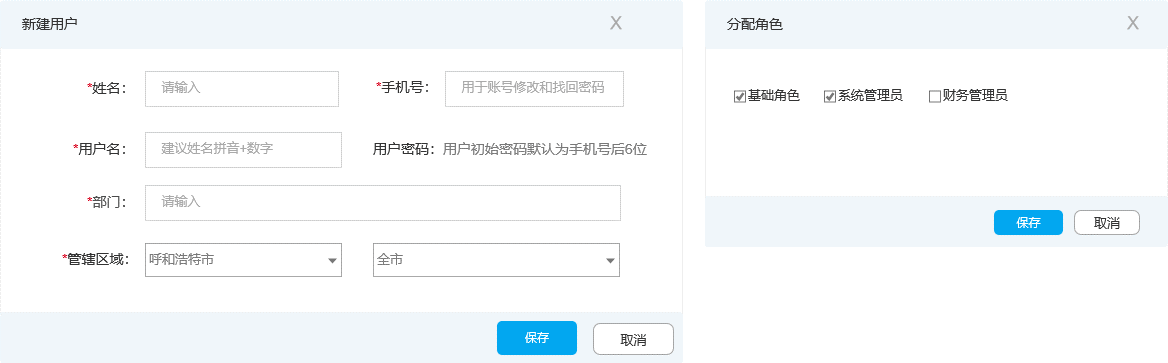 新建用户 X
*姓名： 请输入 *手机号： 用于账号修改和找回密码
*用户名： 建议姓名拼音+数字 用户密码：用户初始密码默认为手机号后6位
*部门： 请输入
*管辖区域： 呼和浩特市 全市
保存 取消
分配角色 X
基础角色 系统管理员 财务管理员
保存 取消